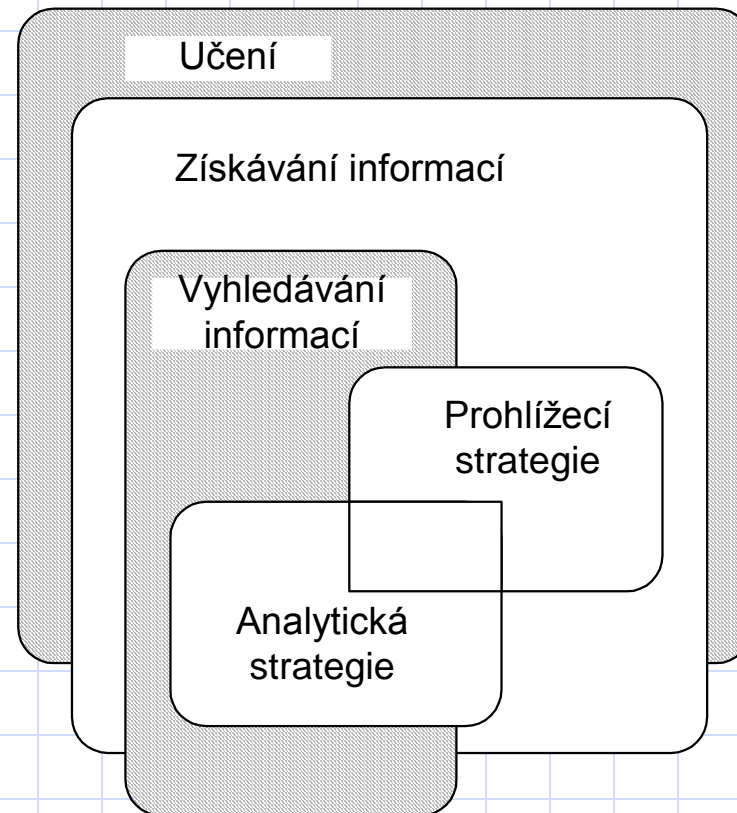 Učení
Získávání informací
Vyhledávání
informací
Prohlížecí
strategie
Analytická
strategie